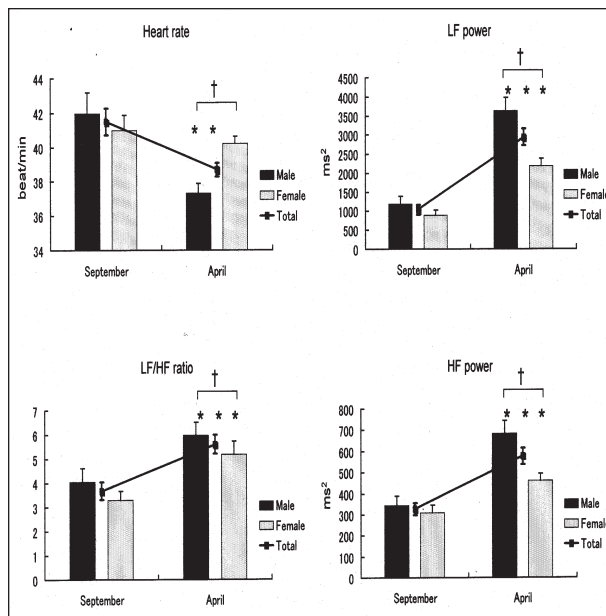 Heart rate
†
* *
44
42
40
38
36
34
beat/min
September
April
Male
Female
Total
LF power
†
* * *
4500
4000
3500
3000
2500
2000
1500
1000
500
0
ms²
September
April
Male
Female
Total
LF/HF ratio
†
* * *
7
6
5
4
3
2
1
0
September
April
Male
Female
Total
HF power
†
* * *
800
700
600
500
400
300
200
100
0
ms²
September
April
Male
Female
Total